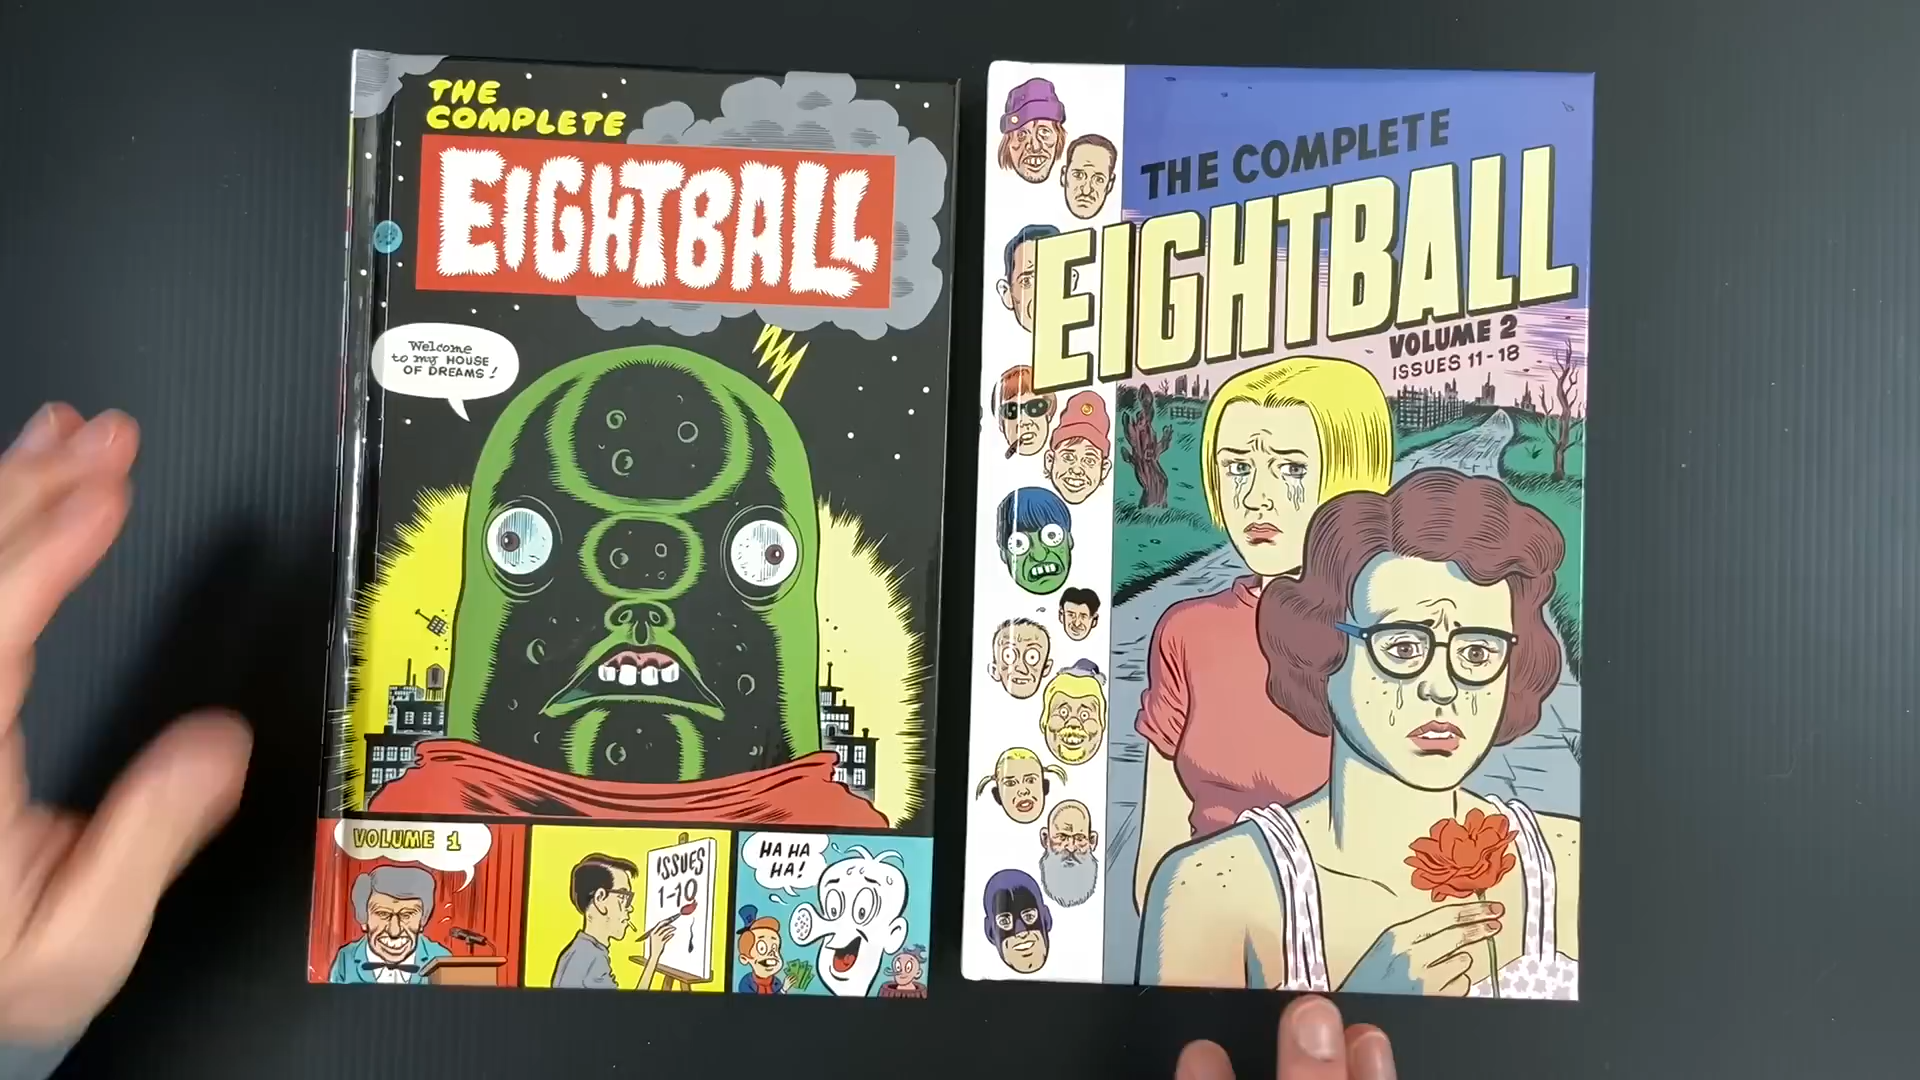 THE
COMPLETE
EIGHTBALL
Welcome
to my HOUSE
OF DREAMS!
VOLUME 1
ISSUES
1-10
HA HA
HA!
THE COMPLETE
EIGHTBALL
VOLUME 2
ISSUES 11-18